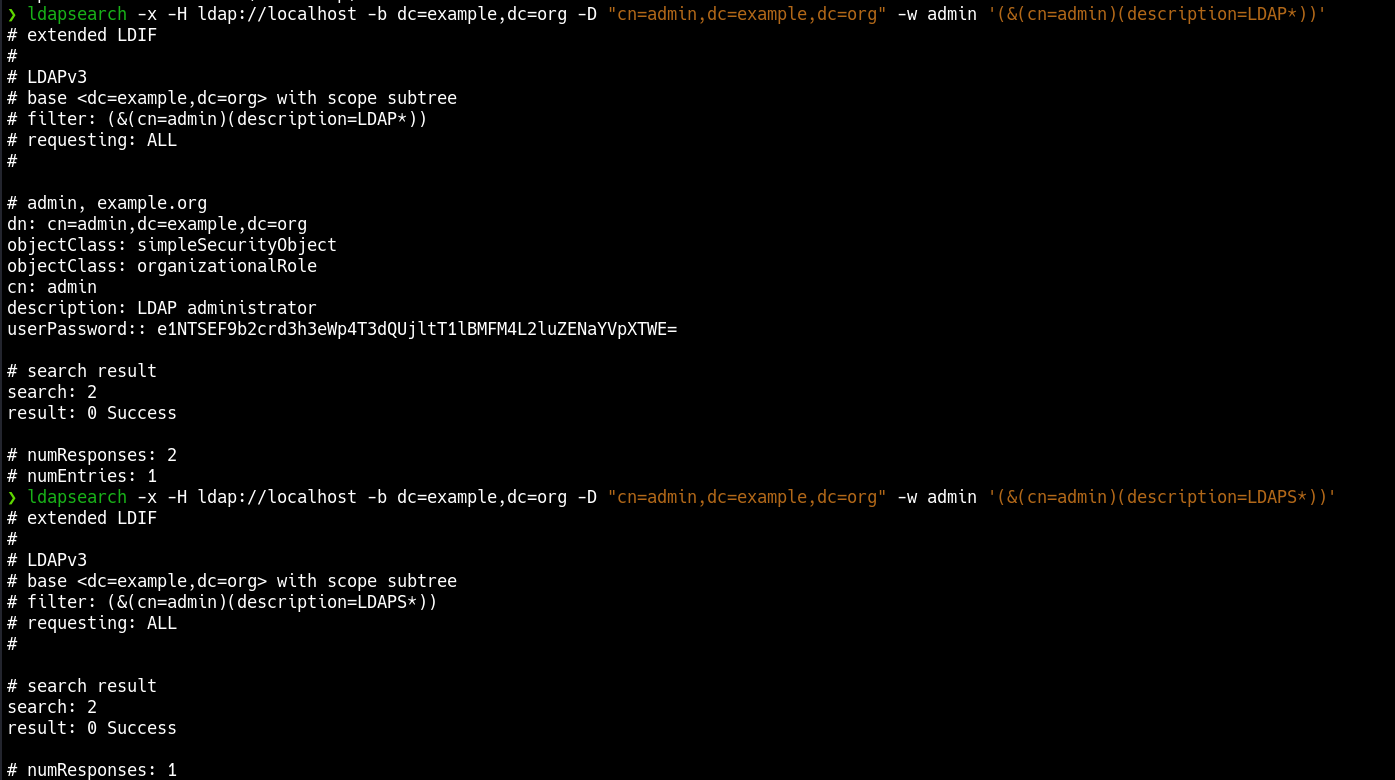 ❯ ldapsearch -x -H ldap://localhost -b dc=example,dc=org -D "cn=admin,dc=example,dc=org" -w admin '(&(cn=admin)(description=LDAP*))'
# extended LDIF
#
# LDAPv3
# base <dc=example,dc=org> with scope subtree
# filter: (&(cn=admin)(description=LDAP*))
# requesting: ALL
#
# admin, example.org
dn: cn=admin,dc=example,dc=org
objectClass: simpleSecurityObject
objectClass: organizationalRole
cn: admin
description: LDAP administrator
userPassword:: e1NTSEF9b2crd3h3eWp4T3dQUjltT1lBMFM4L2luZENaYVpXTWE=
# search result
search: 2
result: 0 Success
# numResponses: 2
# numEntries: 1
❯ ldapsearch -x -H ldap://localhost -b dc=example,dc=org -D "cn=admin,dc=example,dc=org" -w admin '(&(cn=admin)(description=LDAPS*))'
# extended LDIF
#
# LDAPv3
# base <dc=example,dc=org> with scope subtree
# filter: (&(cn=admin)(description=LDAPS*))
# requesting: ALL
#
# search result
search: 2
result: 0 Success
# numResponses: 1